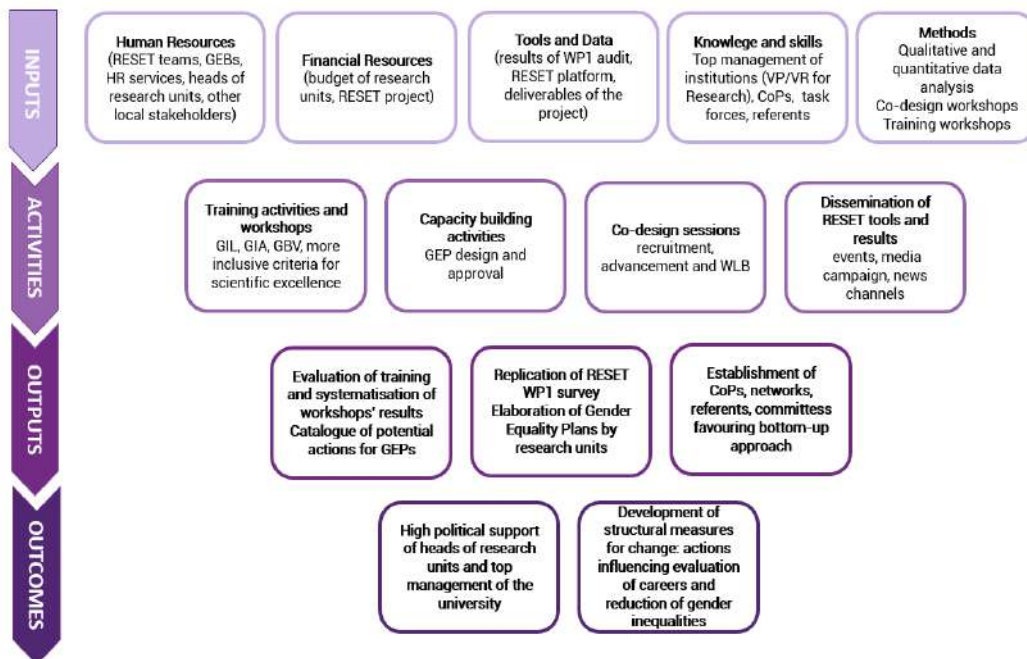 INPUTS
Human Resources
(RESET teams, GEBs,
HR services, heads of
research units, other
local stakeholders)
Financial Resources
(budget of research
units, RESET project)
Tools and Data
(results of WP1 audit,
RESET platform,
deliverables of the
project)
Knowlege and skills
Top management of
institutions (VP/VR for
Research), CoPs, task
forces, referents
Methods
Qualitative and
quantitative data
analysis
Co-design workshops
Training workshops
ACTIVITIES
Training activities and
workshops
GIL, GIA, GBV, more
inclusive criteria for
scientific excellence
Capacity building
activities
GEP design and
approval
Co-design sessions
recruitment,
advancement and WLB
Dissemination of
RESET tools and
results
events, media
campaign, news
channels
OUTPUTS
Evaluation of training
and systematisation of
workshops' results
Catalogue of potential
actions for GEPs
Replication of RESET
WP1 survey
Elaboration of Gender
Equality Plans by
research units
Establishment of
CoPs, networks,
referents, committess
favouring bottom-up
approach
OUTCOMES
High political support
of heads of research
units and top
management of the
university
Development of
structural measures
for change: actions
influencing evaluation
of careers and
reduction of gender
inequalities